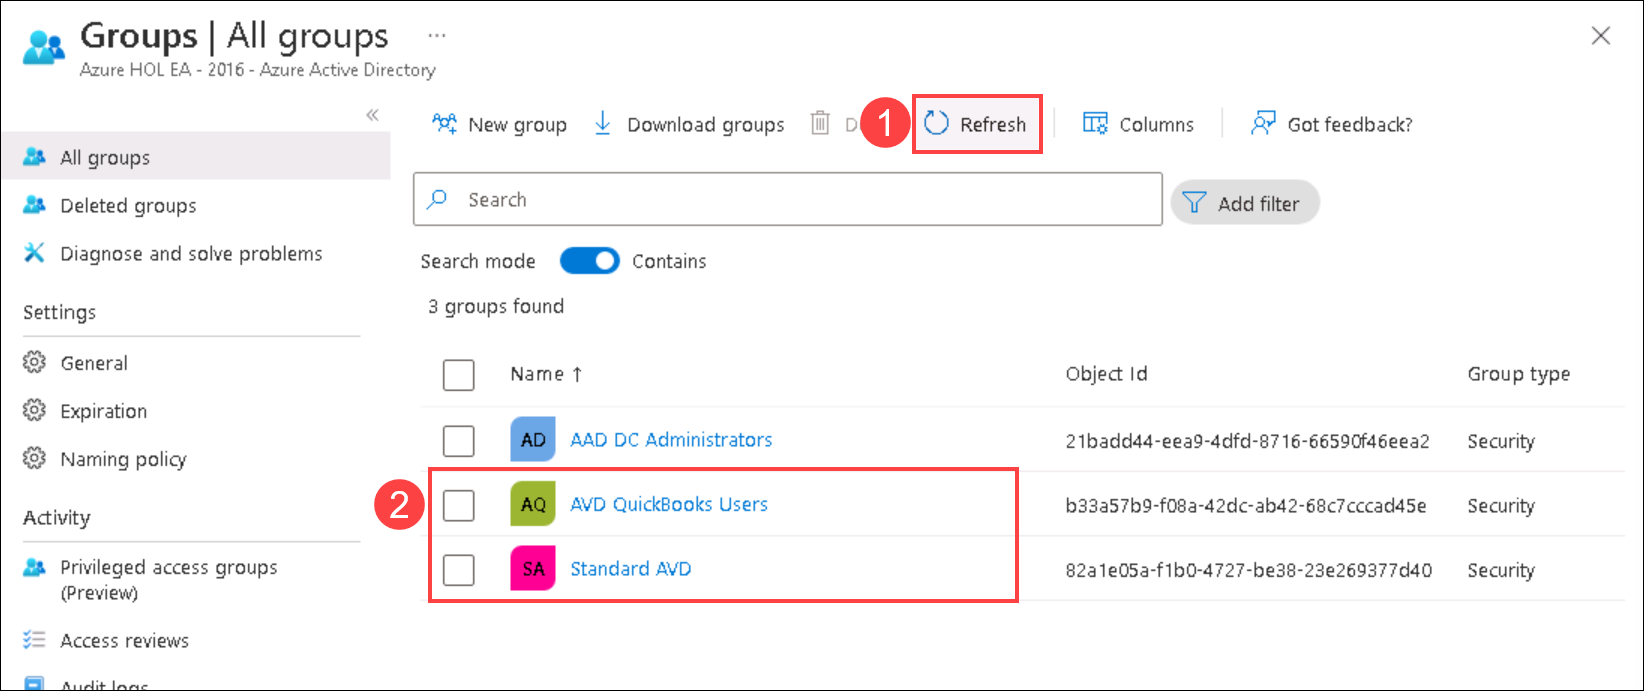 Groups | All groups ...
Azure HOL EA - 2016 - Azure Active Directory
«
All groups
Deleted groups
Diagnose and solve problems
Settings
General
Expiration
Naming policy
Activity
Privileged access groups
(Preview)
Access reviews
Audit logs
New group
Download groups
D
1
Refresh
Columns
Got feedback?
Search
Add filter
Search mode
Contains
3 groups found
Name ↑ Object Id Group type
AD AAD DC Administrators 21badd44-eea9-4dfd-8716-66590f46eea2 Security
2
AQ AVD QuickBooks Users b33a57b9-f08a-42dc-ab42-68c7cccad45e Security
SA Standard AVD 82a1e05a-f1b0-4727-be38-23e269377d40 Security